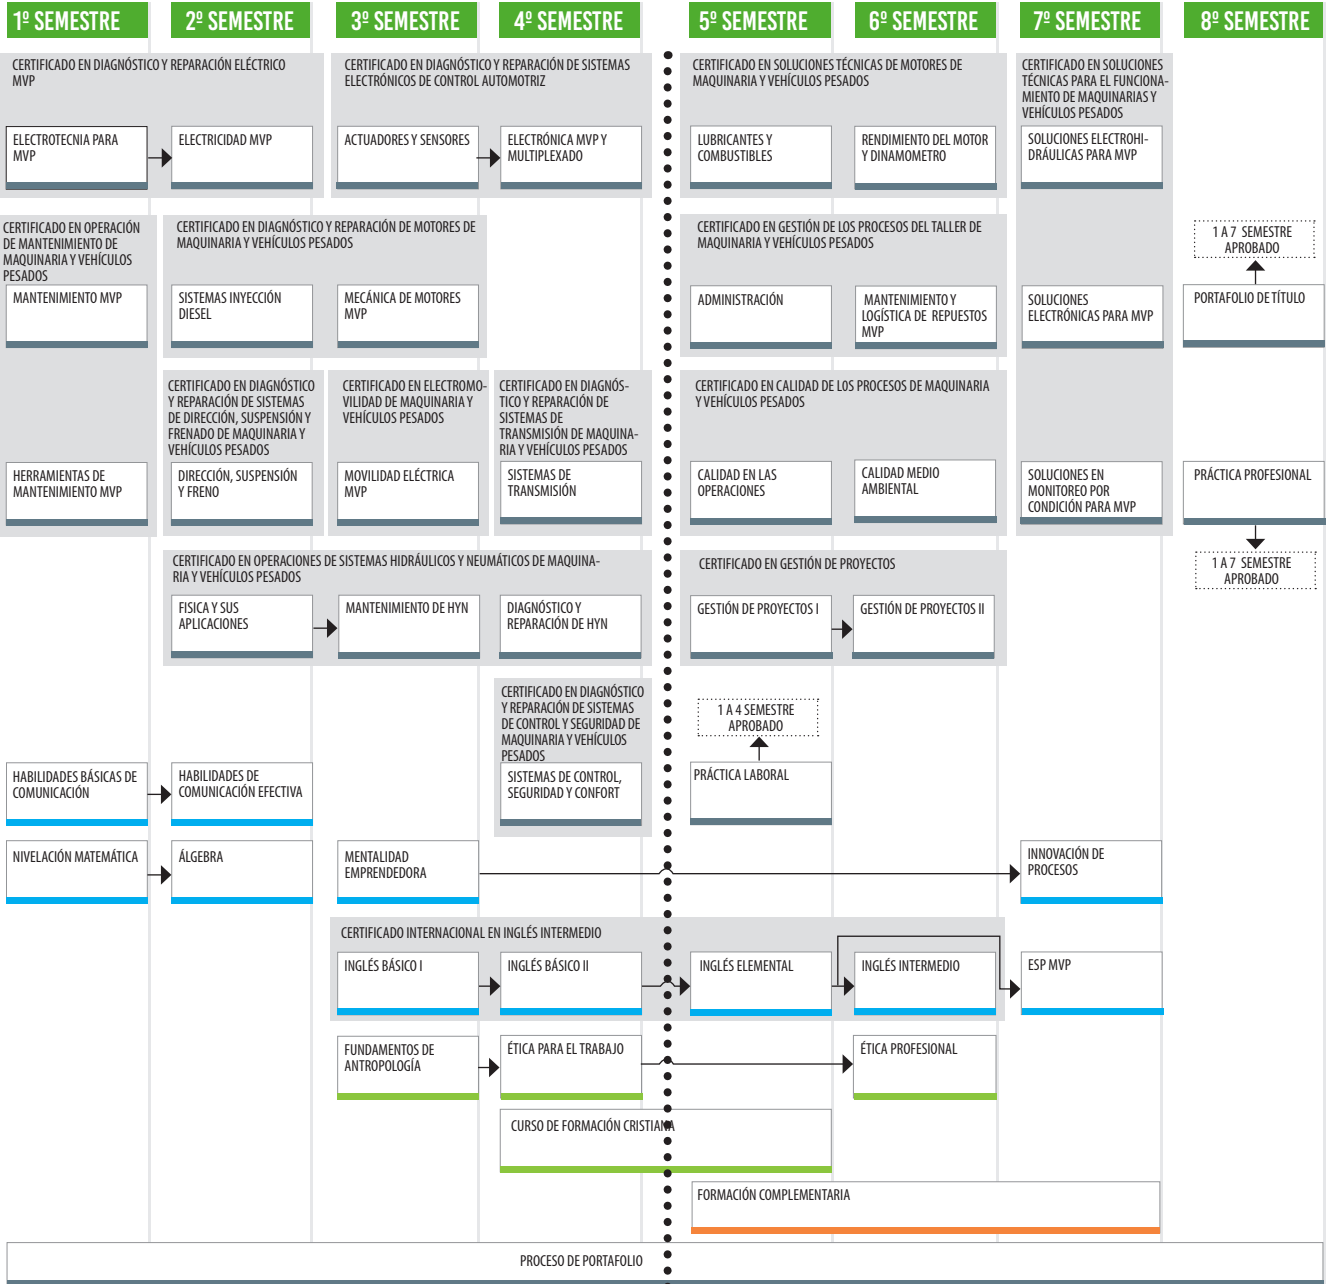 1º SEMESTRE
2º SEMESTRE
3º SEMESTRE
4º SEMESTRE
5º SEMESTRE
6º SEMESTRE
7º SEMESTRE
8º SEMESTRE
CERTIFICADO EN DIAGNÓSTICO Y REPARACIÓN ELÉCTRICO
MVP
CERTIFICADO EN DIAGNÓSTICO Y REPARACIÓN DE SISTEMAS
ELECTRÓNICOS DE CONTROL AUTOMOTRIZ
CERTIFICADO EN SOLUCIONES TÉCNICAS DE MOTORES DE
MAQUINARIA Y VEHÍCULOS PESADOS
CERTIFICADO EN SOLUCIONES
TÉCNICAS PARA EL FUNCIONA-
MIENTO DE MAQUINARIAS Y
VEHÍCULOS PESADOS
ELECTROTECNIA PARA
MVP
ELECTRICIDAD MVP
ACTUADORES Y SENSORES
ELECTRÓNICA MVP Y
MULTIPLEXADO
LUBRICANTES Y
COMBUSTIBLES
RENDIMIENTO DEL MOTOR
Y DINAMOMETRO
SOLUCIONES ELECTROHI-
DRÁULICAS PARA MVP
CERTIFICADO EN OPERACIÓN
DE MANTENIMIENTO DE
MAQUINARIA Y VEHÍCULOS
PESADOS
CERTIFICADO EN DIAGNÓSTICO Y REPARACIÓN DE MOTORES DE
MAQUINARIA Y VEHÍCULOS PESADOS
CERTIFICADO EN GESTIÓN DE LOS PROCESOS DEL TALLER DE
MAQUINARIA Y VEHÍCULOS PESADOS
1 A 7 SEMESTRE
APROBADO
MANTENIMIENTO MVP
SISTEMAS INYECCIÓN
DIESEL
MECÁNICA DE MOTORES
MVP
ADMINISTRACIÓN
MANTENIMIENTO Y
LOGÍSTICA DE REPUESTOS
MVP
SOLUCIONES
ELECTRÓNICAS PARA MVP
PORTAFOLIO DE TÍTULO
CERTIFICADO EN DIAGNÓSTICO
Y REPARACIÓN DE SISTEMAS
DE DIRECCIÓN, SUSPENSIÓN Y
FRENADO DE MAQUINARIA Y
VEHÍCULOS PESADOS
CERTIFICADO EN ELECTROMO-
VILIDAD DE MAQUINARIA Y
VEHÍCULOS PESADOS
CERTIFICADO EN DIAGNÓS-
TICO Y REPARACIÓN DE
SISTEMAS DE
TRANSMISIÓN DE MAQUINA-
RIA Y VEHÍCULOS PESADOS
CERTIFICADO EN CALIDAD DE LOS PROCESOS DE MAQUINARIA
Y VEHÍCULOS PESADOS
HERRAMIENTAS DE
MANTENIMIENTO MVP
DIRECCIÓN, SUSPENSIÓN
Y FRENO
MOVILIDAD ELÉCTRICA
MVP
SISTEMAS DE
TRANSMISIÓN
CALIDAD EN LAS
OPERACIONES
CALIDAD MEDIO
AMBIENTAL
SOLUCIONES EN
MONITOREO POR
CONDICIÓN PARA MVP
PRÁCTICA PROFESIONAL
1 A 7 SEMESTRE
APROBADO
CERTIFICADO EN OPERACIONES DE SISTEMAS HIDRÁULICOS Y NEUMÁTICOS DE MAQUINA-
RIA Y VEHÍCULOS PESADOS
CERTIFICADO EN GESTIÓN DE PROYECTOS
FISICA Y SUS
APLICACIONES
MANTENIMIENTO DE HYN
DIAGNÓSTICO Y
REPARACIÓN DE HYN
GESTIÓN DE PROYECTOS I
GESTIÓN DE PROYECTOS II
CERTIFICADO EN DIAGNÓSTICO
Y REPARACIÓN DE SISTEMAS
DE CONTROL Y SEGURIDAD DE
MAQUINARIA Y VEHÍCULOS
PESADOS
1 A 4 SEMESTRE
APROBADO
HABILIDADES BÁSICAS DE
COMUNICACIÓN
HABILIDADES DE
COMUNICACIÓN EFECTIVA
SISTEMAS DE CONTROL,
SEGURIDAD Y CONFORT
PRÁCTICA LABORAL
NIVELACIÓN MATEMÁTICA
ÁLGEBRA
MENTALIDAD
EMPRENDEDORA
INNOVACIÓN DE
PROCESOS
CERTIFICADO INTERNACIONAL EN INGLÉS INTERMEDIO
INGLÉS BÁSICO I
INGLÉS BÁSICO II
INGLÉS ELEMENTAL
INGLÉS INTERMEDIO
ESP MVP
FUNDAMENTOS DE
ANTROPOLOGÍA
ÉTICA PARA EL TRABAJO
ÉTICA PROFESIONAL
CURSO DE FORMACIÓN CRISTIANA
FORMACIÓN COMPLEMENTARIA
PROCESO DE PORTAFOLIO